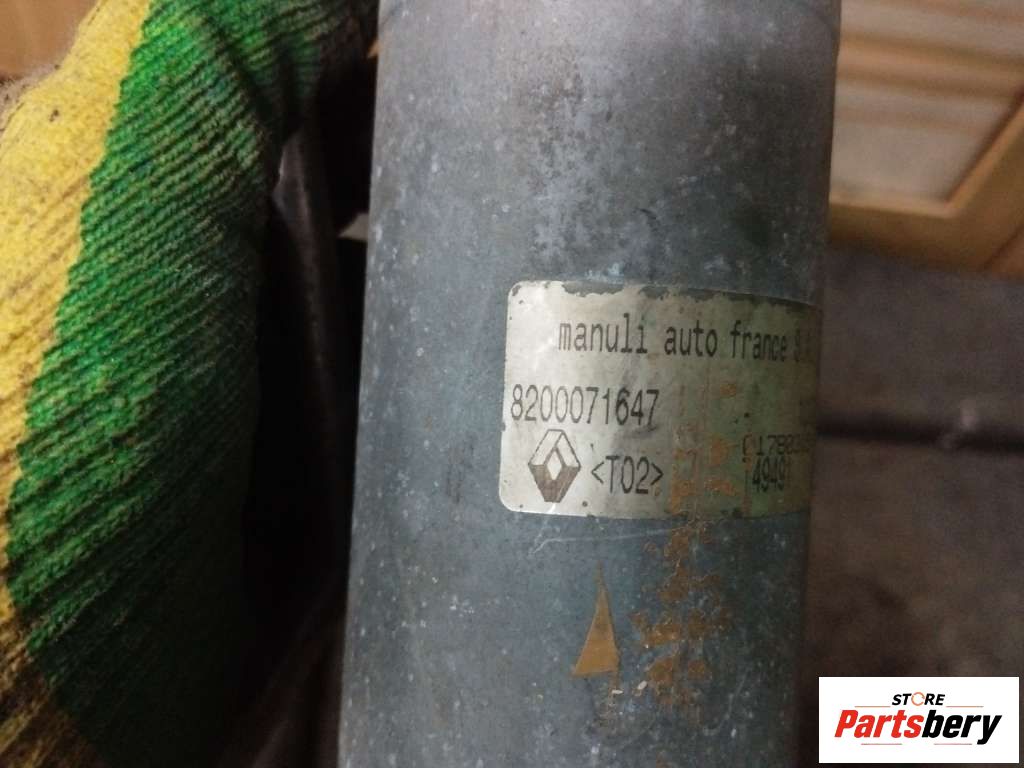 manuli auto france
8200071647
<T02>
STORE
Partsbery